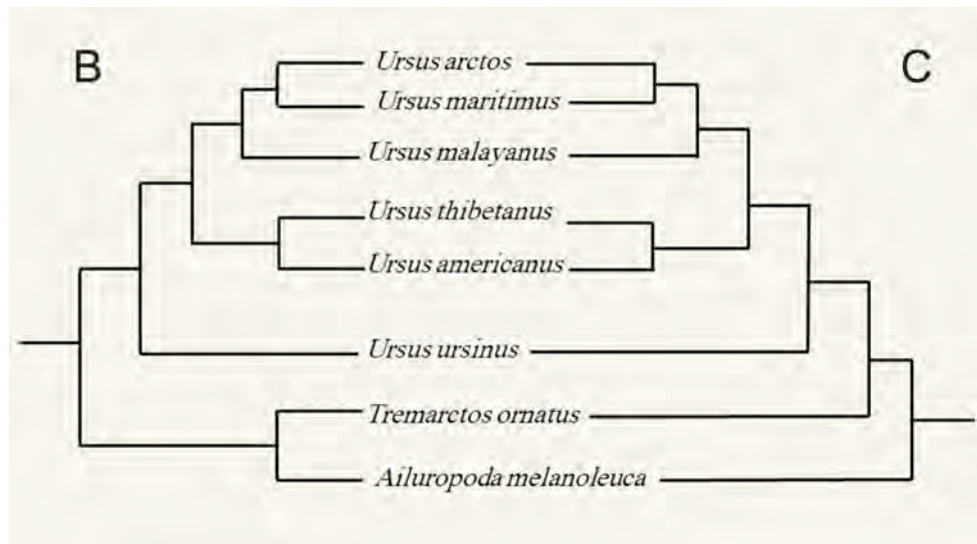 B
C
Ursus arctos
Ursus maritimus
Ursus malayanus
Ursus thibetanus
Ursus americanus
Ursus ursinus
Tremarctos ornatus
Ailuropoda melanoleuca